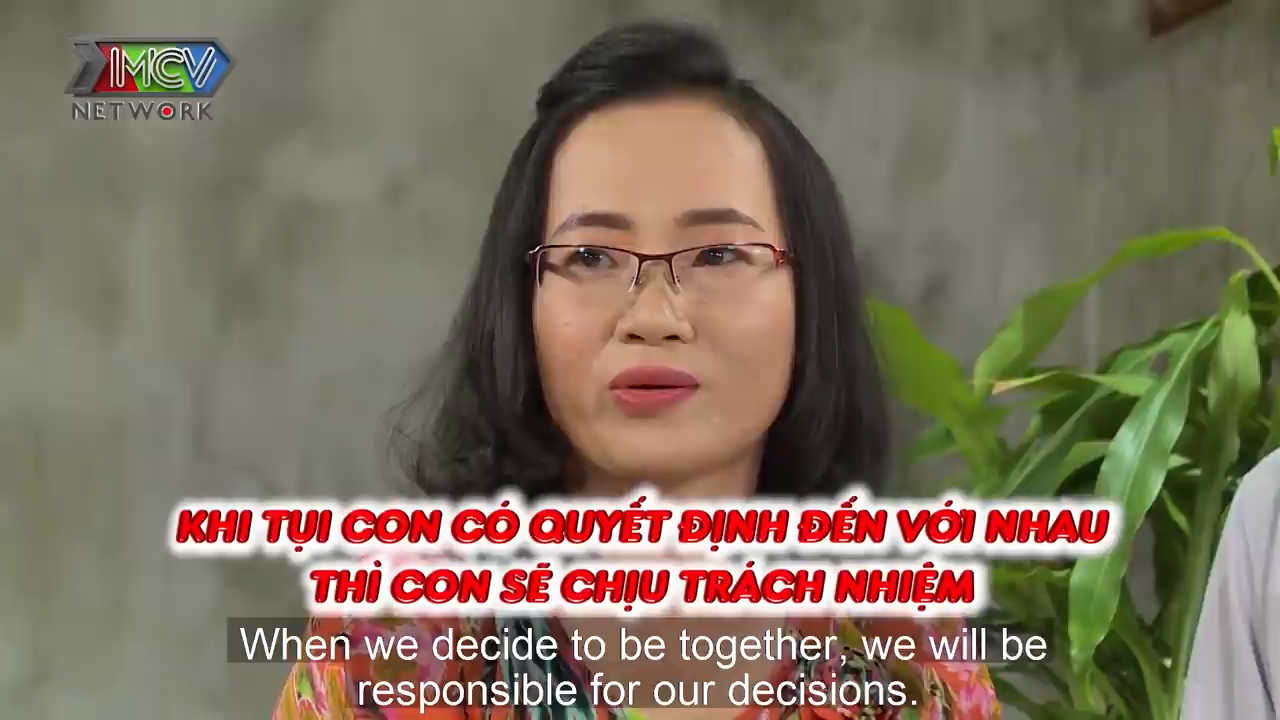 MCV
NETWORK
KHI TỤI CON CÓ QUYẾT ĐỊNH ĐẾN VỚI NHAU
THÌ CON SẼ CHỊU TRÁCH NHIỆM
When we decide to be together, we will be
responsible for our decisions.